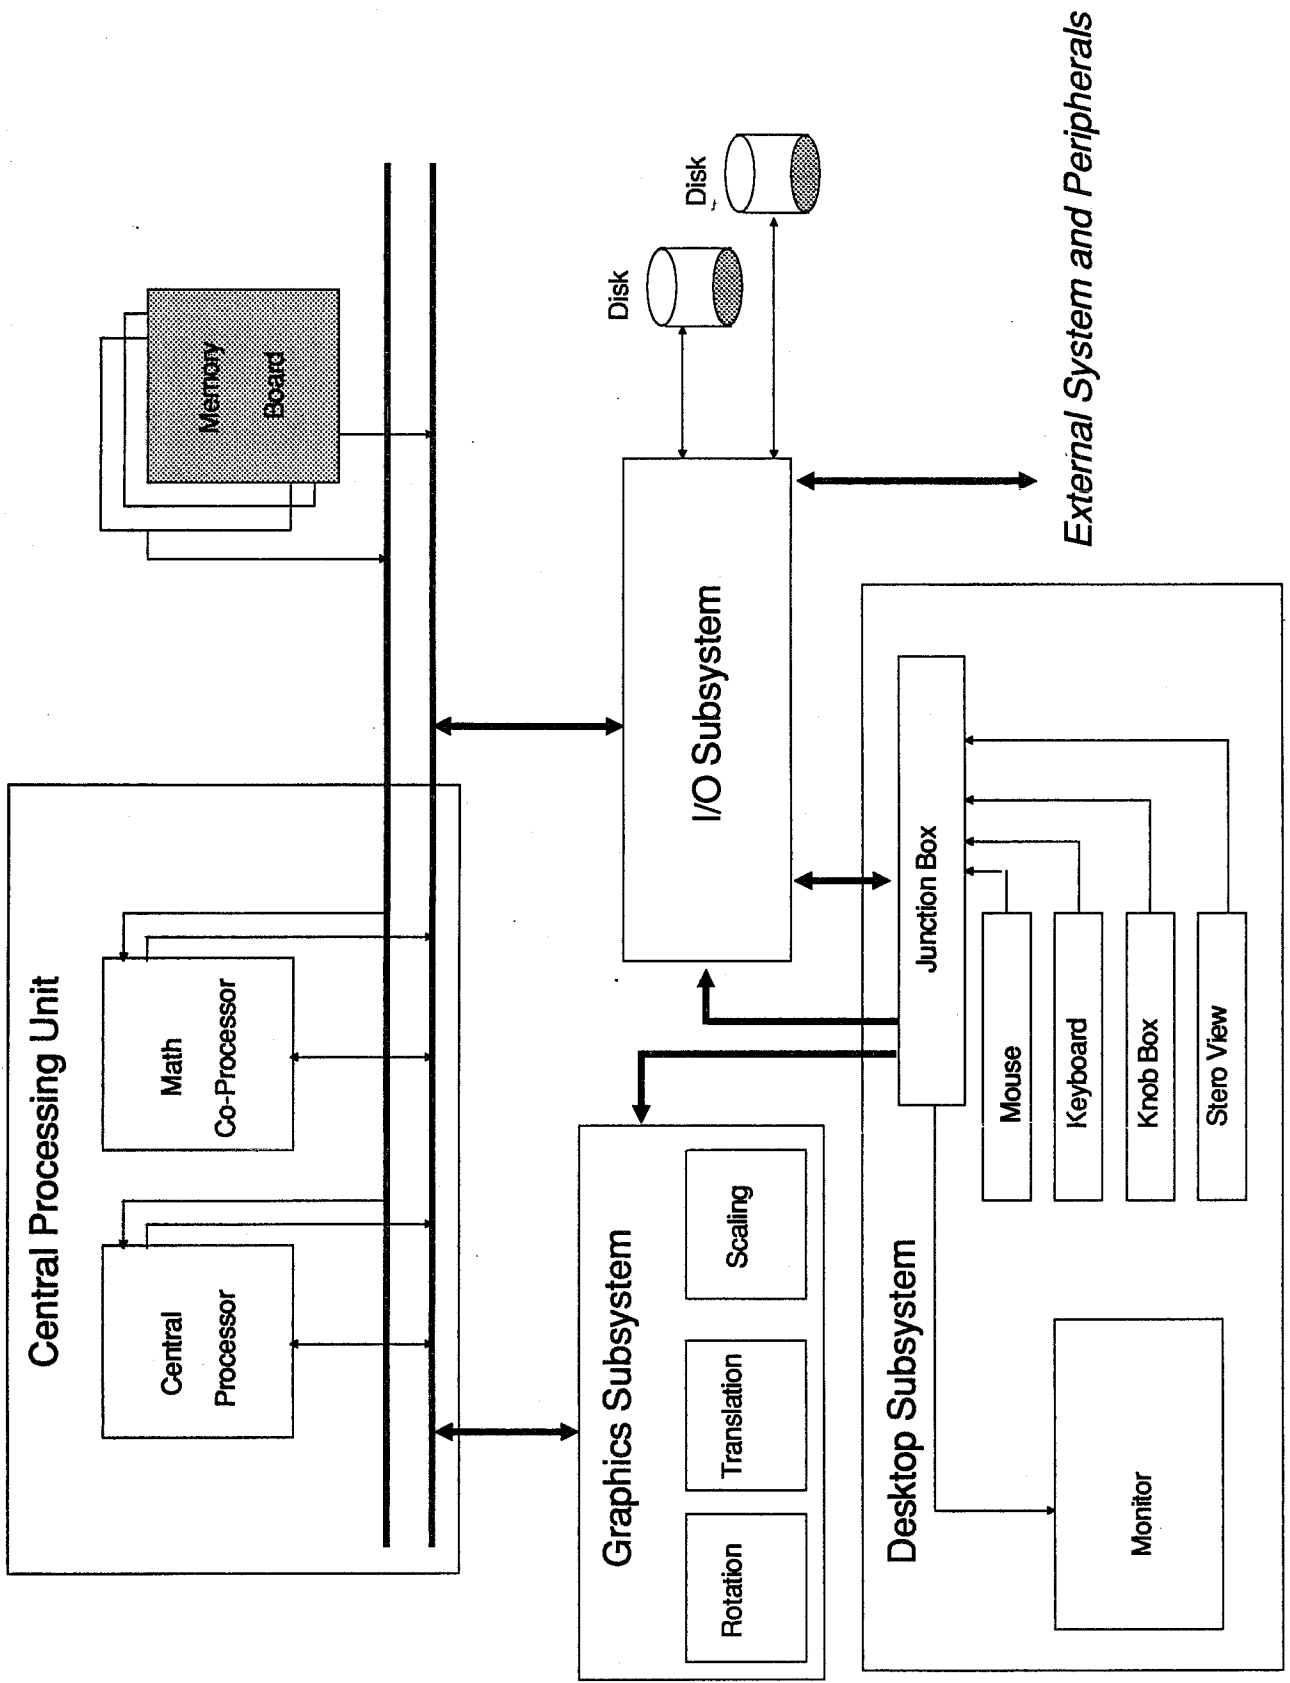 Central Processing Unit
Central
Processor
Math
Co-Processor
Memory
Board
Graphics Subsystem
Rotation
Translation
Scaling
I/O Subsystem
Disk
Disk
Desktop Subsystem
Monitor
Junction Box
Mouse
Keyboard
Knob Box
Stero View
External System and Peripherals